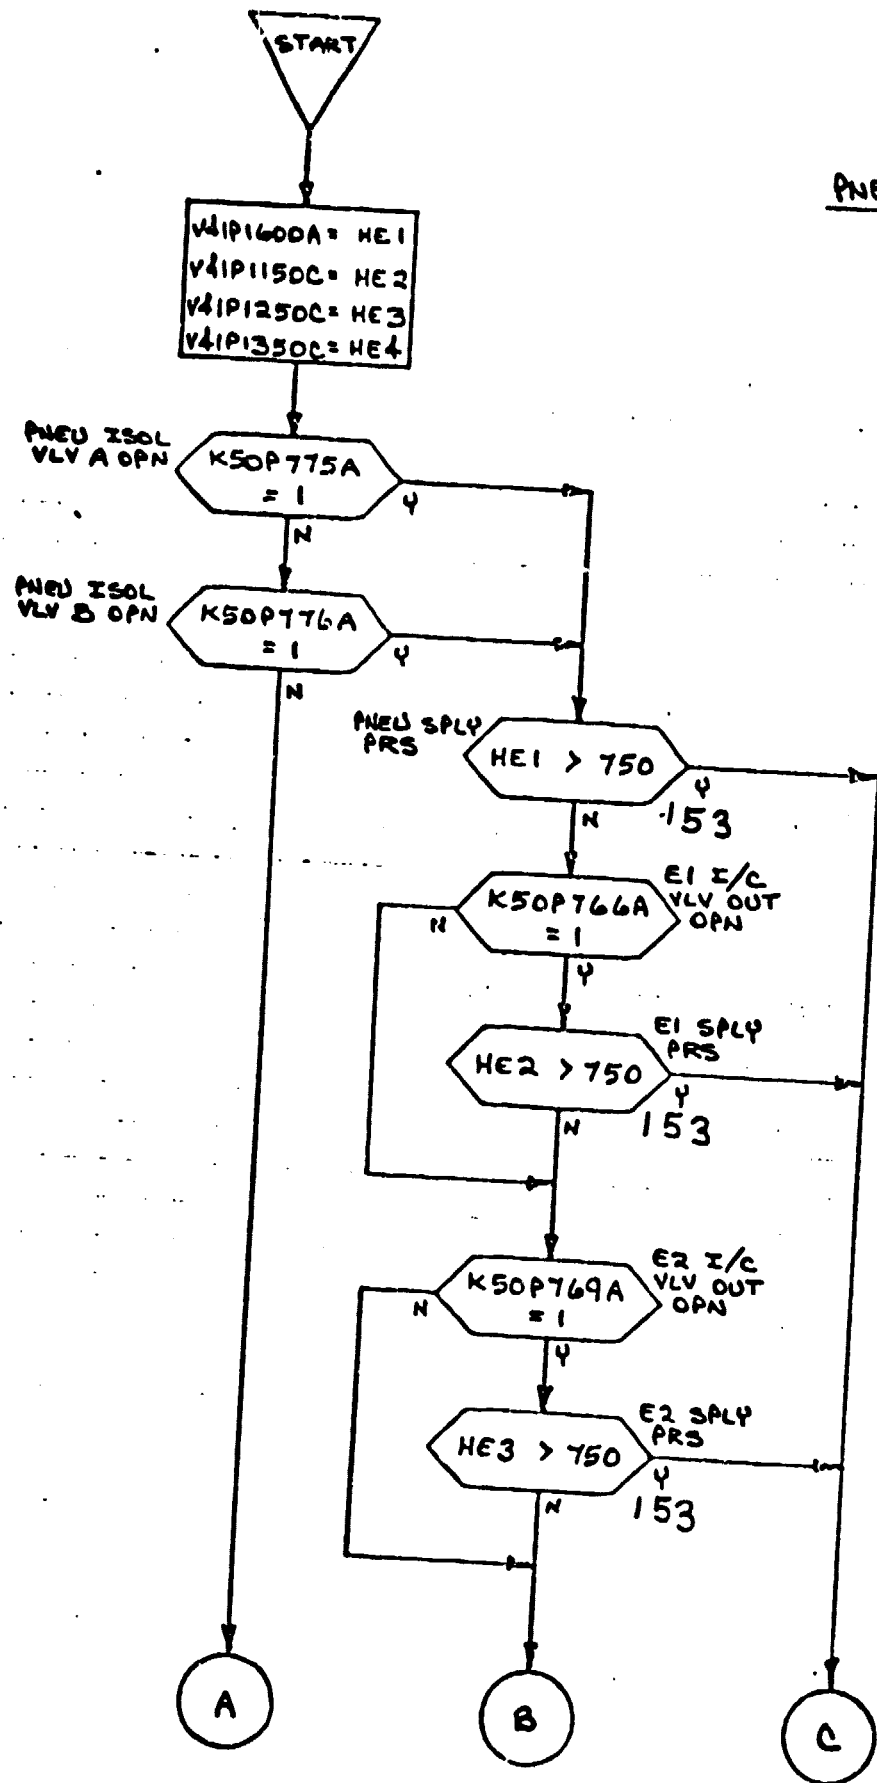 START
PNE
V41P1600A = HE1
V41P1150C = HE2
V41P1250C = HE3
V41P1350C = HE4
PNEU ISOL
VLV A OPN
K50P775A
= 1
Y
N
PNEU ISOL
VLV B OPN
K50P776A
= 1
Y
N
PNEU SPLY
PRS
HE1 > 750
Y
N
153
E1 I/C
VLV OUT
OPN
K50P766A
= 1
N
Y
E1 SPLY
PRS
HE2 > 750
Y
N
153
E2 I/C
VLV OUT
OPN
K50P769A
= 1
N
Y
E2 SPLY
PRS
HE3 > 750
Y
N
153
A
B
C